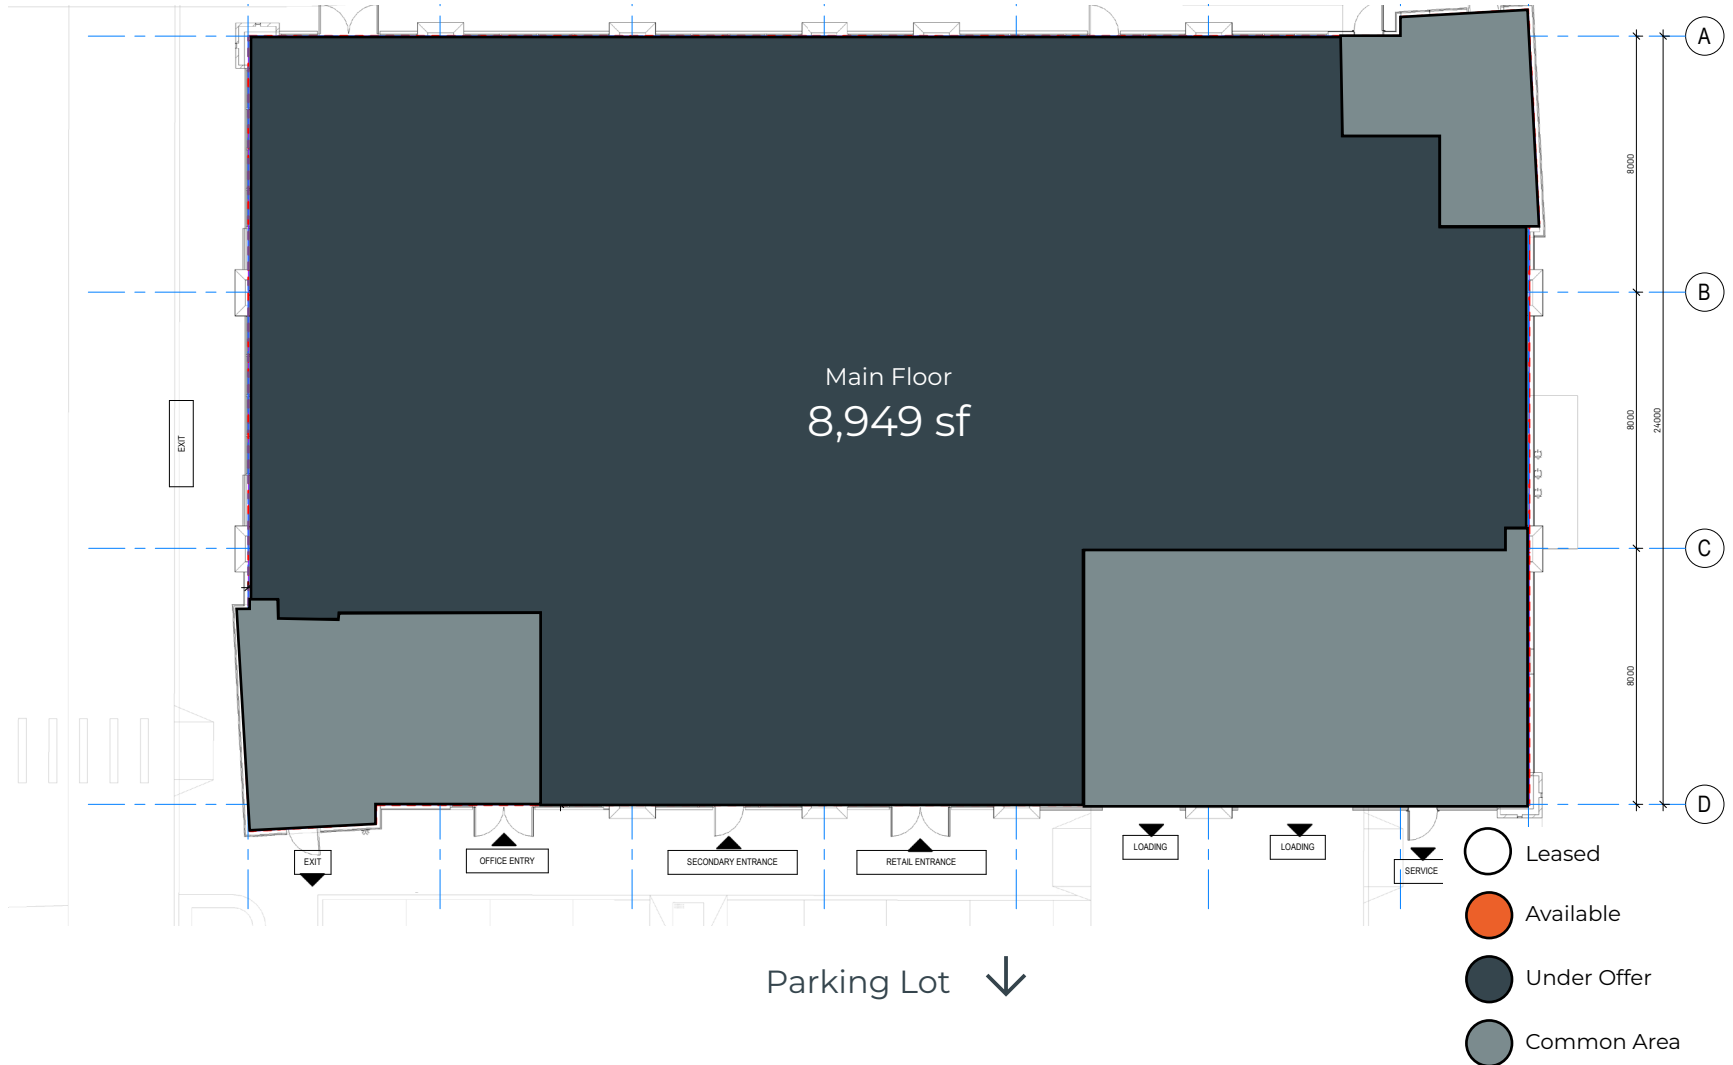 A
8000
B
Main Floor
8,949 sf
EXIT
8000
24000
C
8000
D
EXIT
OFFICE ENTRY
SECONDARY ENTRANCE
RETAIL ENTRANCE
LOADING
LOADING
SERVICE
Leased
Available
Under Offer
Common Area
Parking Lot ↓